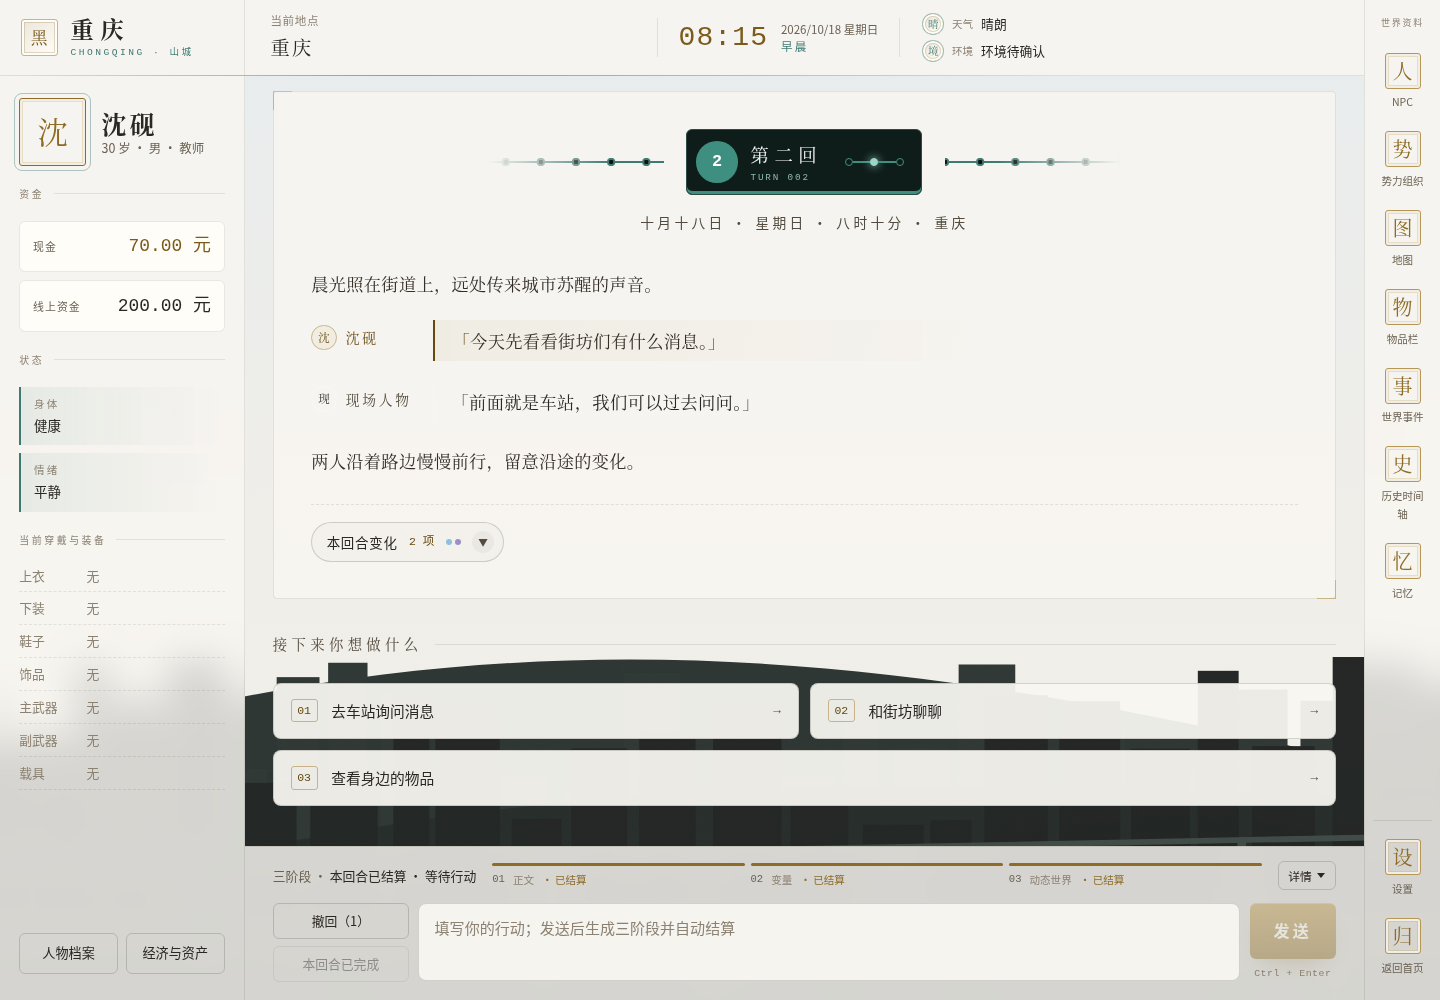 黑
重庆
CHONGQING · 山城
当前地点
重庆
08:15
2026/10/18 星期日
早晨
晴 天气 晴朗
境 环境 环境待确认
沈
沈砚
30 岁 • 男 • 教师
资金
现金 70.00 元
线上资金 200.00 元
状态
身体
健康
情绪
平静
当前穿戴与装备
上衣 无
下装 无
鞋子 无
饰品 无
主武器 无
副武器 无
载具 无
人物档案
经济与资产
2
第二回
TURN 002
十月十八日 • 星期日 • 八时十分 • 重庆
晨光照在街道上，远处传来城市苏醒的声音。
沈 沈砚 「今天先看看街坊们有什么消息。」
现 现场人物 「前面就是车站，我们可以过去问问。」
两人沿着路边慢慢前行，留意沿途的变化。
本回合变化 2 项 ▼
接下来你想做什么
01 去车站询问消息 →
02 和街坊聊聊 →
03 查看身边的物品 →
三阶段 • 本回合已结算 • 等待行动
01 正文 • 已结算
02 变量 • 已结算
03 动态世界 • 已结算
详情
撤回（1）
本回合已完成
填写你的行动；发送后生成三阶段并自动结算
发送
Ctrl + Enter
世界资料
人
NPC
势
势力组织
图
地图
物
物品栏
事
世界事件
史
历史时间
轴
忆
记忆
设
设置
归
返回首页